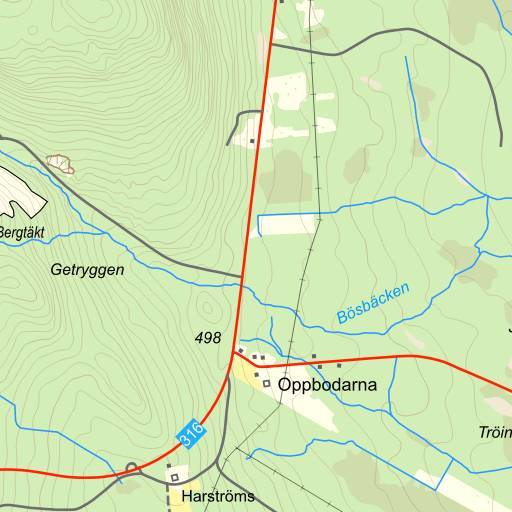 Bergtäkt
Getryggen
Bösbäcken
498
Oppbodarna
316
Tröin
Harströms